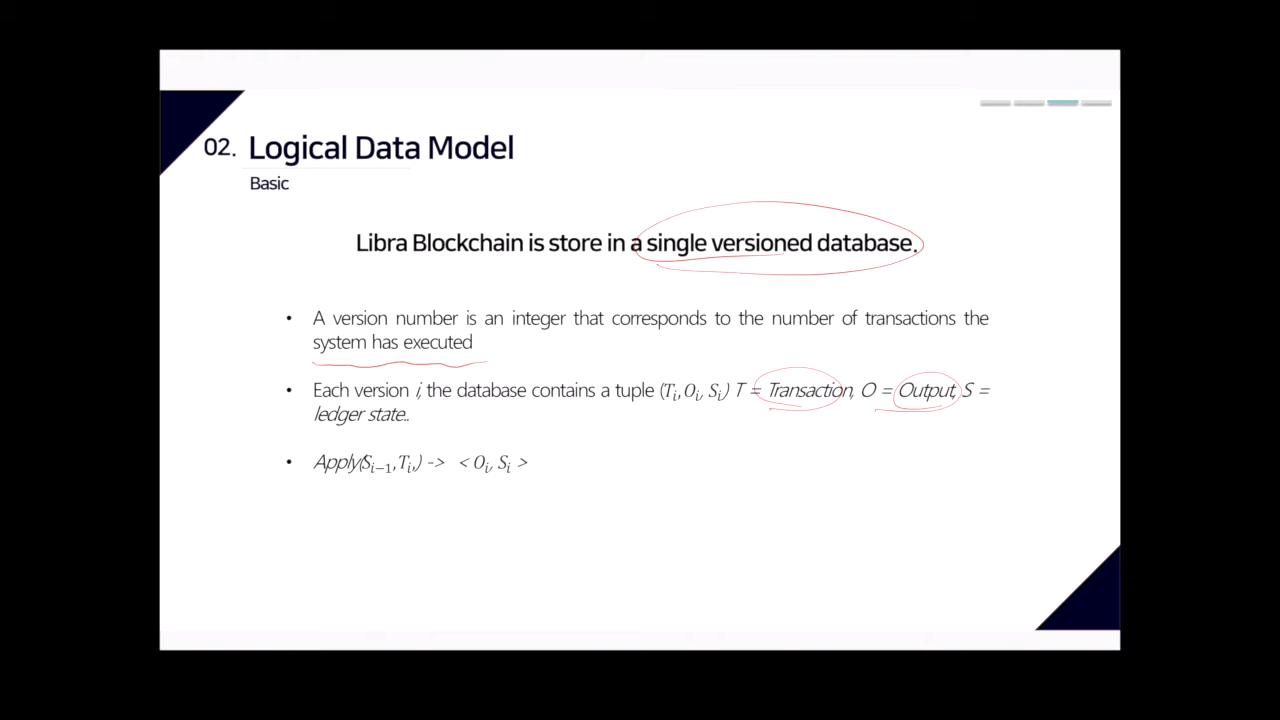 02. Logical Data Model
Basic
Libra Blockchain is store in a single versioned database.
• A version number is an integer that corresponds to the number of transactions the
system has executed
• Each version i, the database contains a tuple (Tᵢ, Oᵢ, Sᵢ) T = Transaction, O = Output, S =
ledger state..
• Apply(Sᵢ₋₁,Tᵢ,) -> < Oᵢ, Sᵢ >